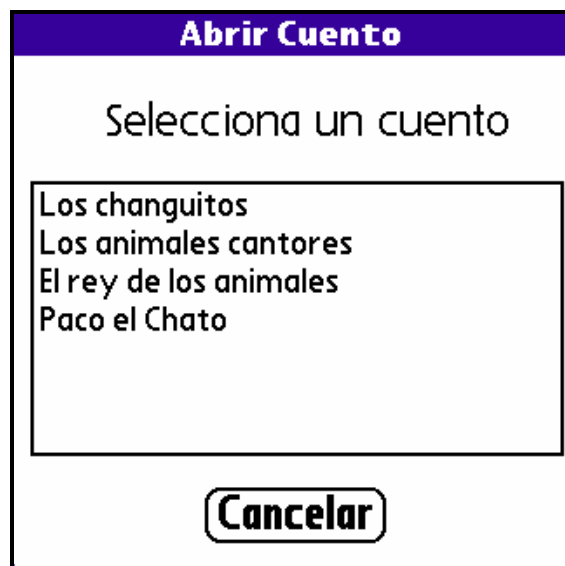 Abrir Cuento
Selecciona un cuento
Los changuitos
Los animales cantores
El rey de los animales
Paco el Chato
Cancelar